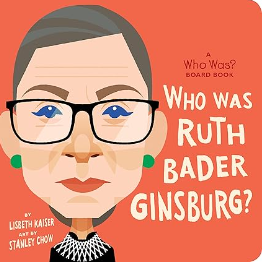 A
Who Was?
BOARD BOOK
WHO WAS
RUTH
BADER
GINSBURG?
BY
LISBETH KAISER
ART BY
STANLEY CHOW